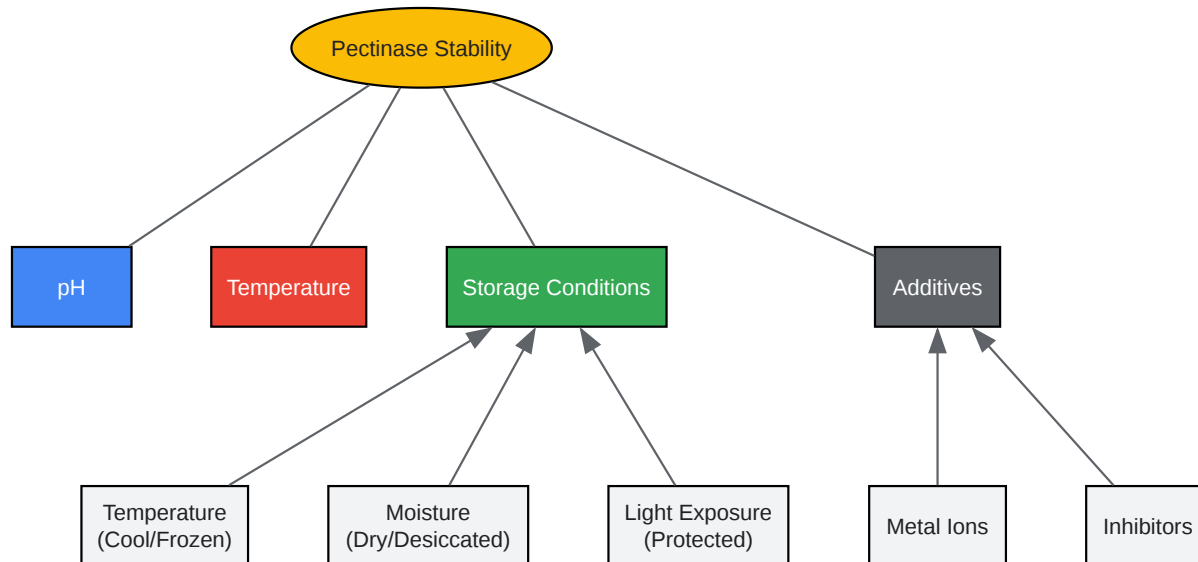 Pectinase Stability
pH
Temperature
Storage Conditions
Additives
Temperature
(Cool/Frozen)
Moisture
(Dry/Desiccated)
Light Exposure
(Protected)
Metal Ions
Inhibitors